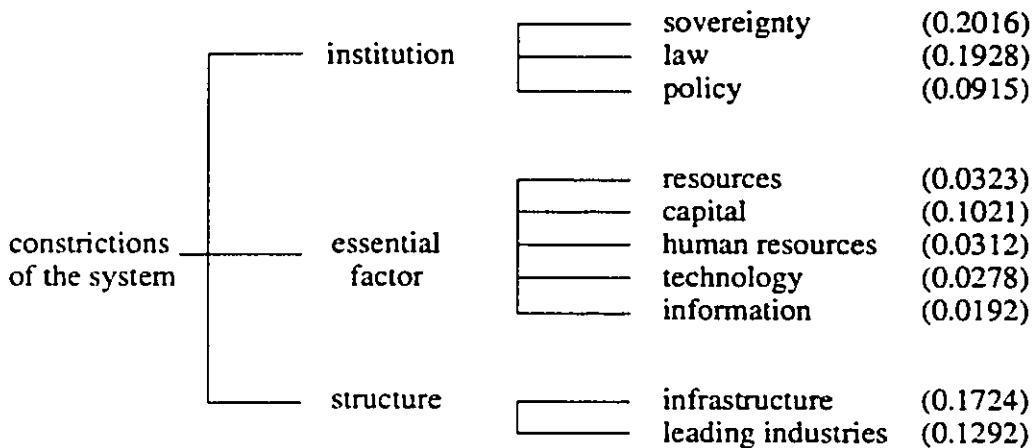 sovereignty (0.2016)
institution law (0.1928)
policy (0.0915)
resources (0.0323)
capital (0.1021)
constrictions essential human resources (0.0312)
of the system factor technology (0.0278)
information (0.0192)
structure infrastructure (0.1724)
leading industries (0.1292)